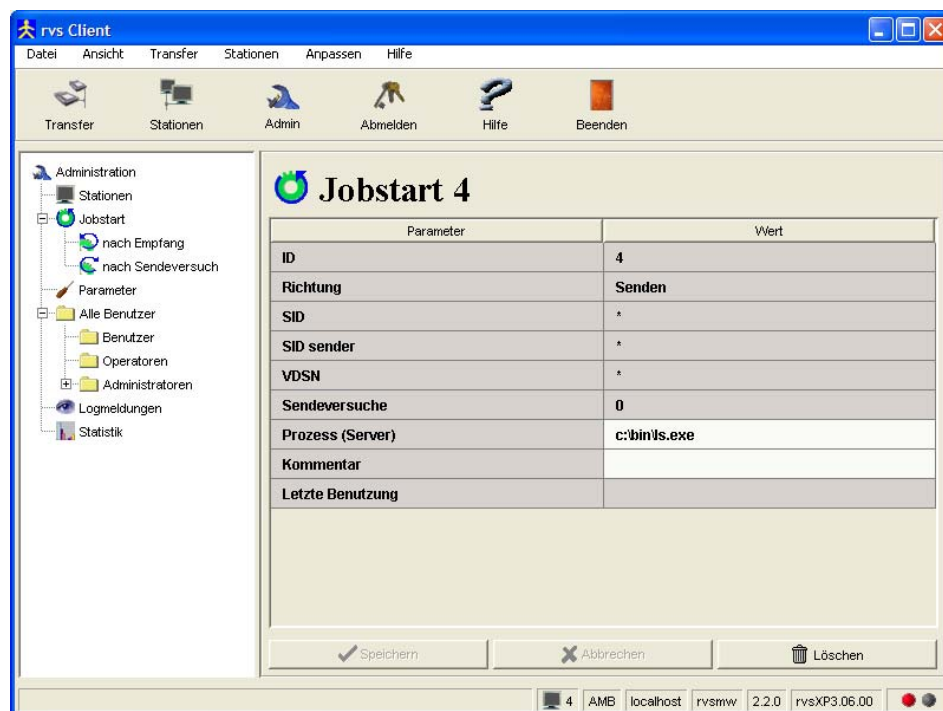 rvs Client
Datei Ansicht Transfer Stationen Anpassen Hilfe
Transfer Stationen Admin Abmelden Hilfe Beenden
Administration
Stationen
Jobstart
nach Empfang
nach Sendeversuch
Parameter
Alle Benutzer
Benutzer
Operatoren
Administratoren
Logmeldungen
Statistik
Jobstart 4
Parameter Wert
ID 4
Richtung Senden
SID *
SID sender *
VDSN *
Sendeversuche 0
Prozess (Server) c:\bin\ls.exe
Kommentar
Letzte Benutzung
Speichern Abbrechen Löschen
4 AMB localhost rvsmw 2.2.0 rvsXP3.06.00